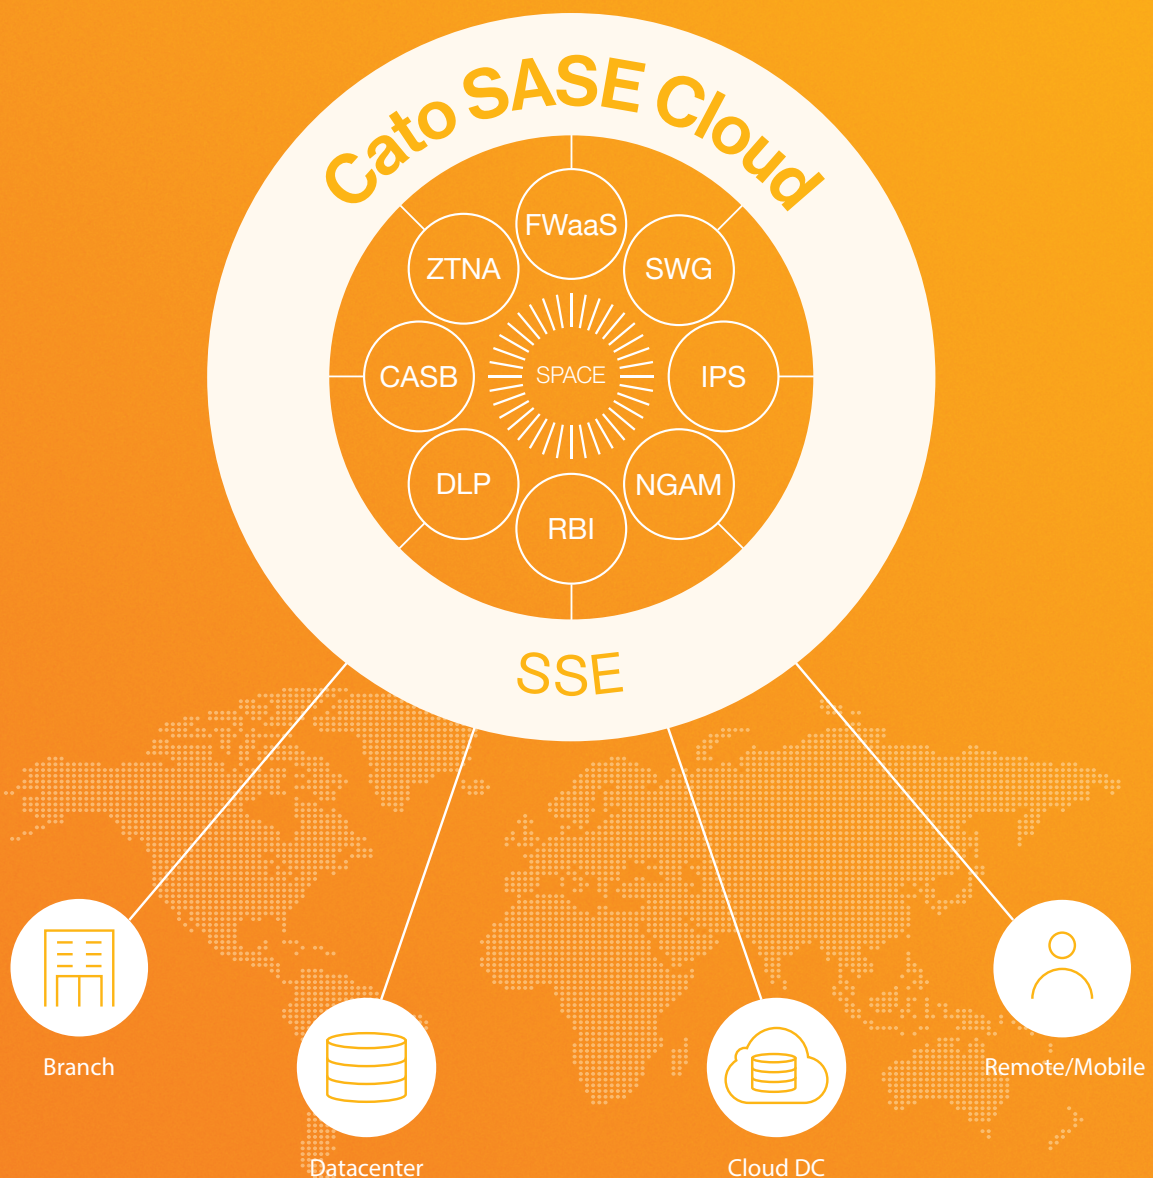 Cato SASE Cloud
FWaaS
ZTNA
SWG
CASB
SPACE
IPS
DLP
NGAM
RBI
SSE
Branch
Remote/Mobile
Datacenter
Cloud DC